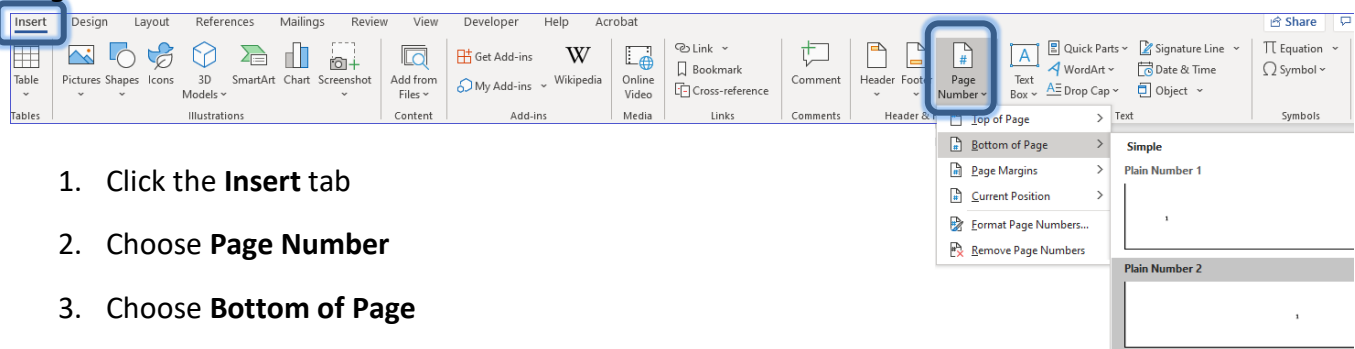 Insert Design Layout References Mailings Review View Developer Help Acrobat Share
Table
Pictures Shapes Icons 3D Models SmartArt Chart Screenshot
Add from Files
Get Add-ins
My Add-ins
Wikipedia
Online Video
Link
Bookmark
Cross-reference
Comment
Header Footer
# Page Number
A Text Box
Quick Parts
WordArt
Drop Cap
Signature Line
Date & Time
Object
π Equation
Ω Symbol
Tables Illustrations Content Add-ins Media Links Comments Header & Text Symbols
Top of Page
Bottom of Page
Page Margins
Current Position
Format Page Numbers...
Remove Page Numbers
Simple
Plain Number 1
1
Plain Number 2
1
1. Click the Insert tab
2. Choose Page Number
3. Choose Bottom of Page